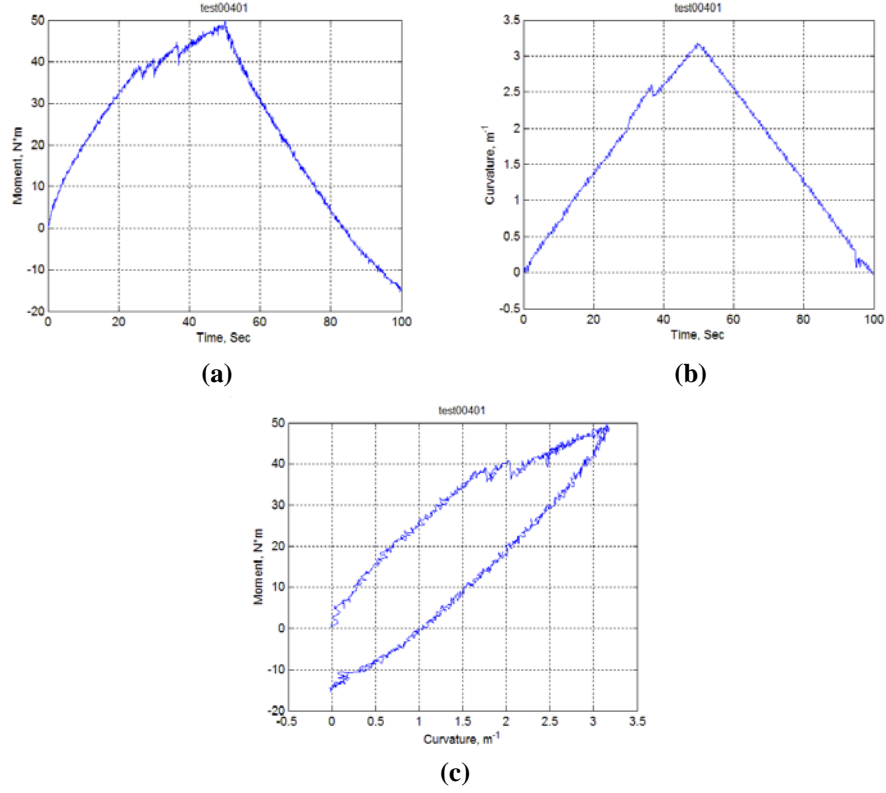 test00401
Moment, N*m
50
40
30
20
10
0
-10
-20
0 20 40 60 80 100
Time, Sec
(a)
test00401
Curvature, m-1
3.5
3
2.5
2
1.5
1
0.5
0
-0.5
0 20 40 60 80 100
Time, Sec
(b)
test00401
Moment, N*m
50
40
30
20
10
0
-10
-20
-0.5 0 0.5 1 1.5 2 2.5 3 3.5
Curvature, m-1
(c)